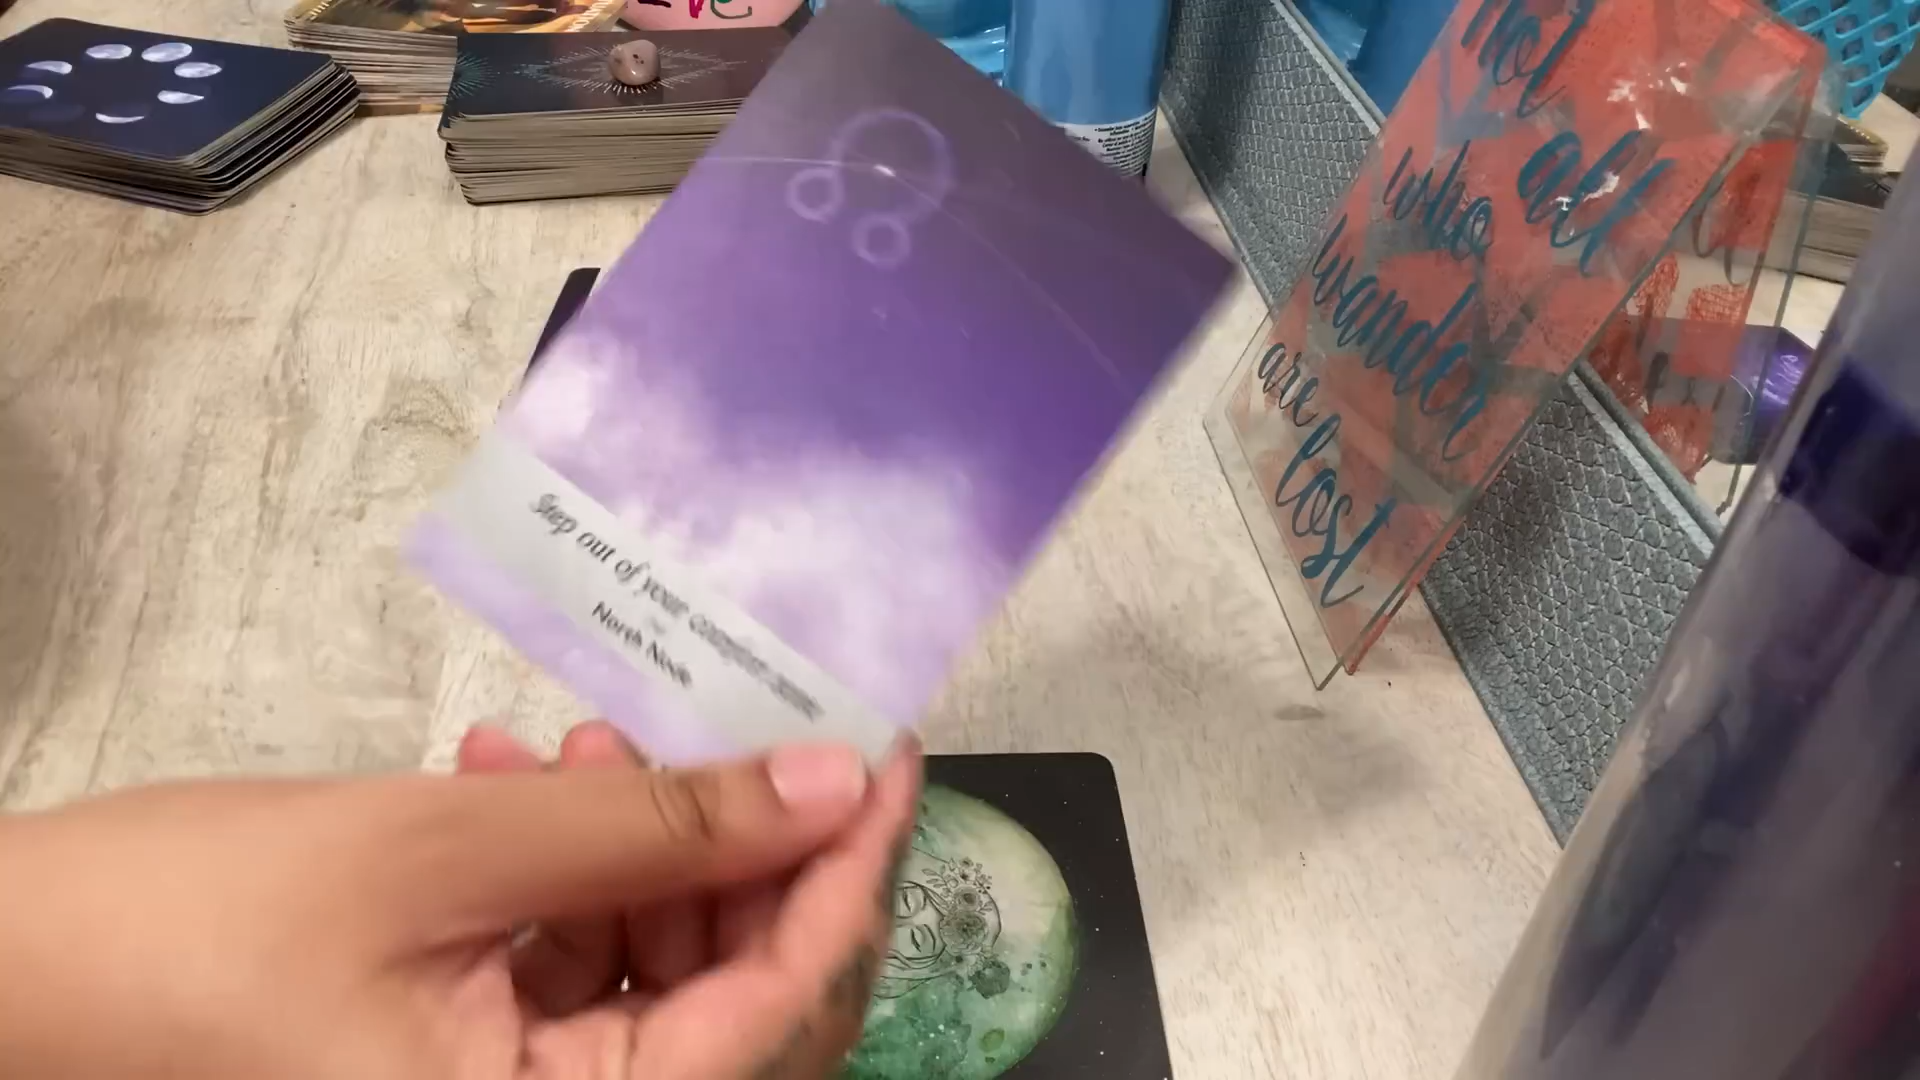 not
all
who
wander
are
lost
Step out of your comfort zone
North Node